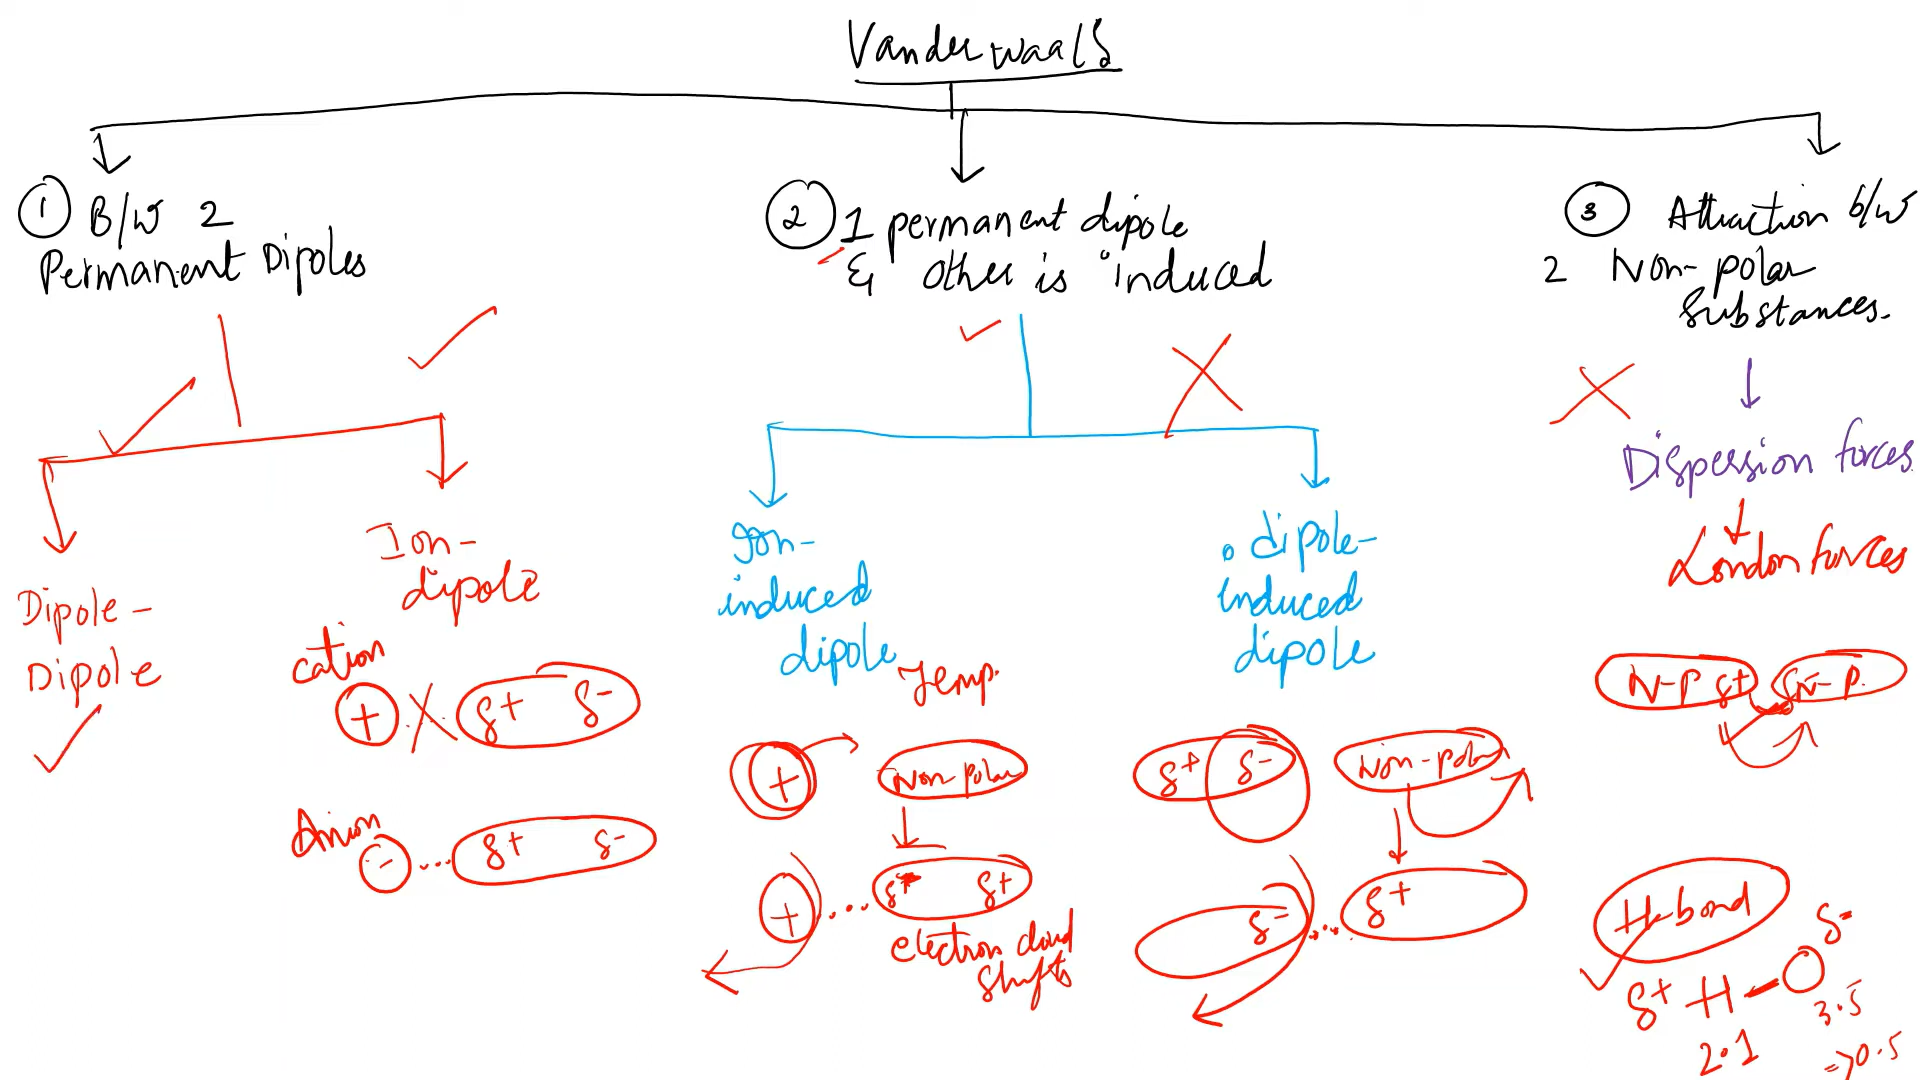 Vanderwaals
① B/W 2
Permanent Dipoles
② 1 permanent dipole
& other is induced
③ Attraction b/w
2 Non-polar
Substances.
Dispersion forces
London forces
Dipole-
Dipole
Ion-
dipole
cation
+ δ+ δ-
Anion
- δ+ δ-
Ion-
induced
dipole
Temp.
+ Non polar
+ δ+
electron cloud
shifts
dipole-
induced
dipole
δ+ δ- Non-polar
δ- δ+
N-P δ+ δ- N-P.
H-bond
δ+ H-O δ-
2.1 3.5
=>0.5